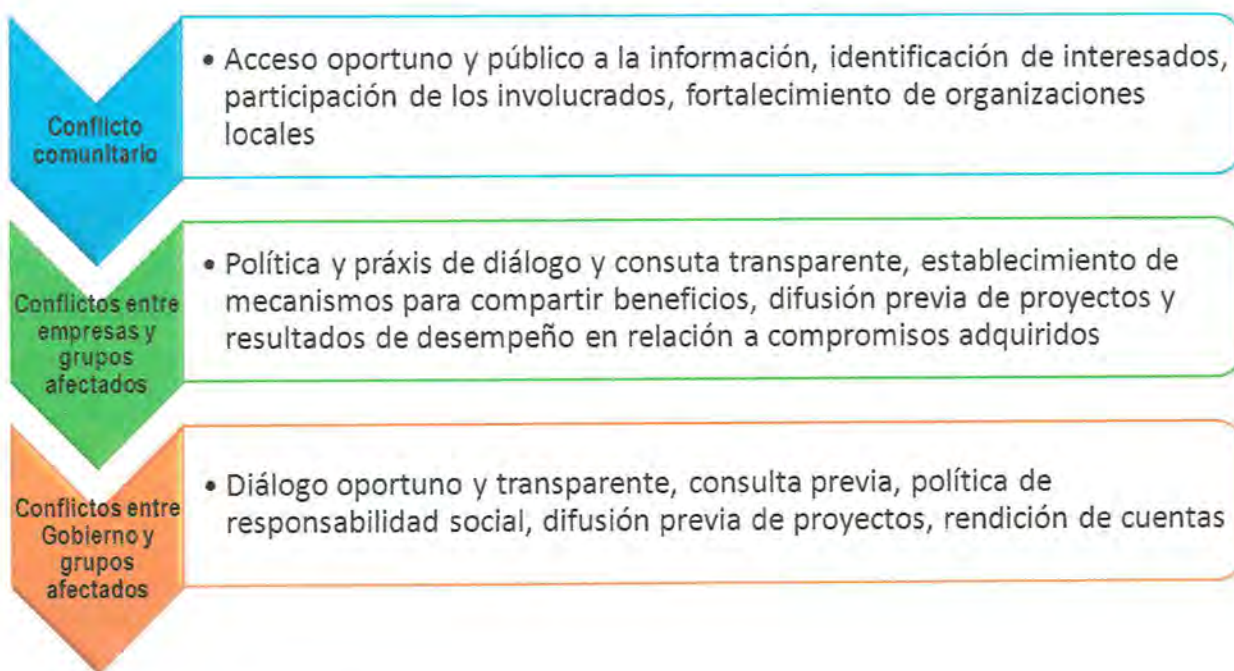 Conflicto
comunitario
• Acceso oportuno y público a la información, identificación de interesados,
participación de los involucrados, fortalecimiento de organizaciones
locales
Conflictos entre
empresas y
grupos
afectados
• Política y práxis de diálogo y consuta transparente, establecimiento de
mecanismos para compartir beneficios, difusión previa de proyectos y
resultados de desempeño en relación a compromisos adquiridos
Conflictos entre
Gobierno y
grupos
afectados
• Diálogo oportuno y transparente, consulta previa, política de
responsabilidad social, difusión previa de proyectos, rendición de cuentas